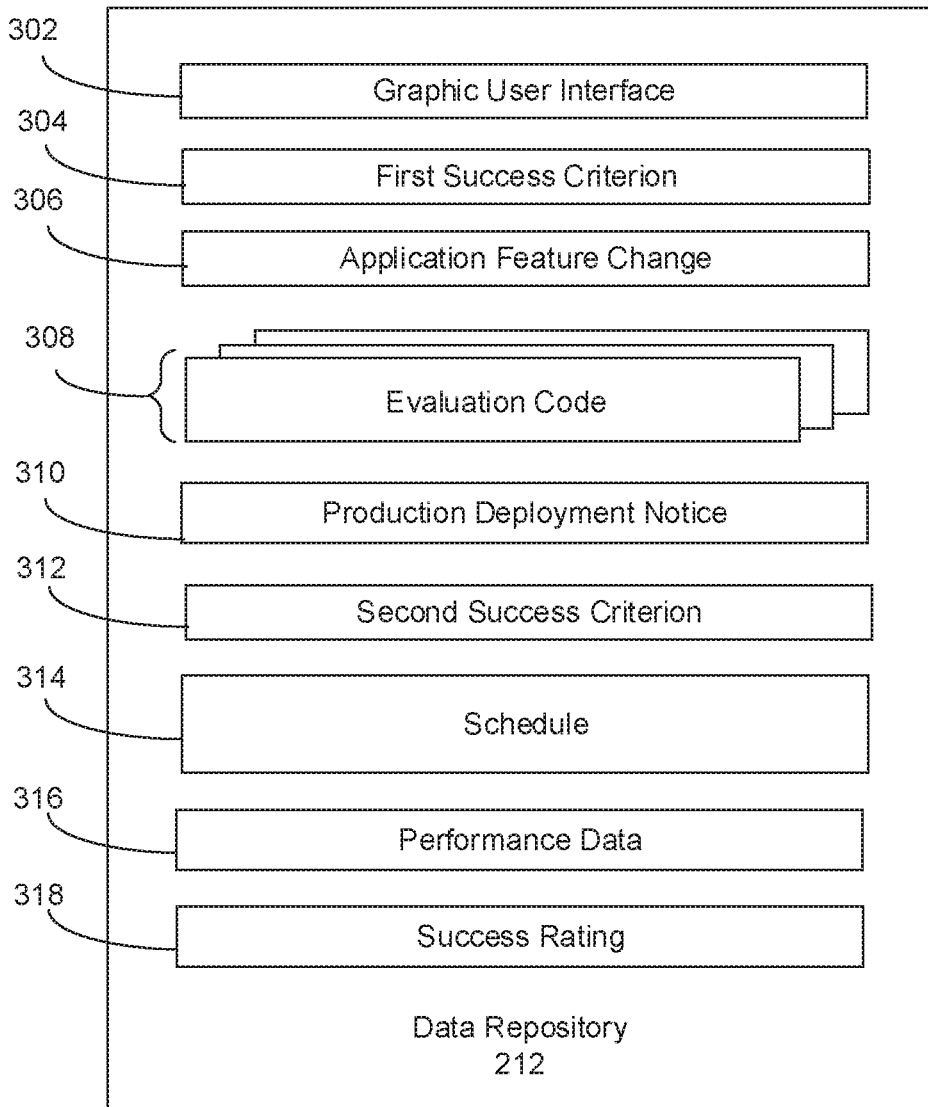 302
Graphic User Interface
304
First Success Criterion
306
Application Feature Change
308
Evaluation Code
310
Production Deployment Notice
312
Second Success Criterion
314
Schedule
316
Performance Data
318
Success Rating
Data Repository
212